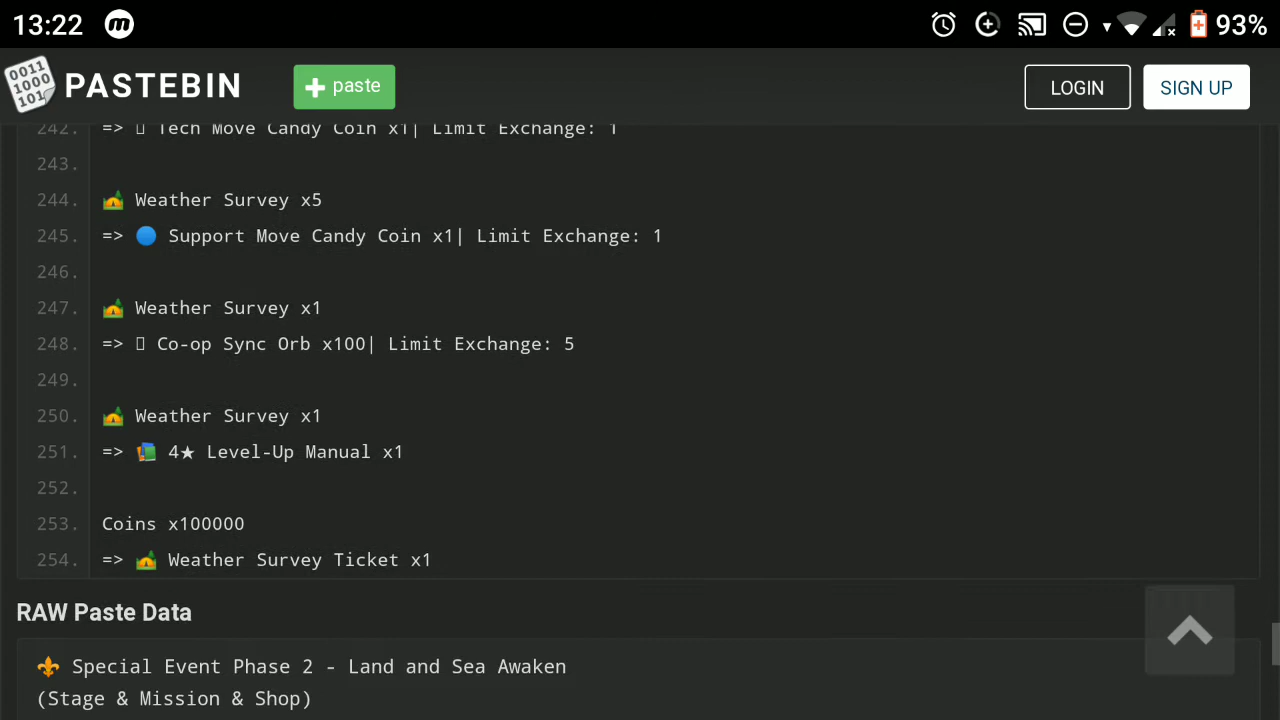 13:22
93%
0011
1000
101
PASTEBIN
+ paste
LOGIN
SIGN UP
242. => Tech Move Candy Coin x1| Limit Exchange: 1
243.
244. Weather Survey x5
245. => Support Move Candy Coin x1| Limit Exchange: 1
246.
247. Weather Survey x1
248. => Co-op Sync Orb x100| Limit Exchange: 5
249.
250. Weather Survey x1
251. => 4★ Level-Up Manual x1
252.
253. Coins x100000
254. => Weather Survey Ticket x1
RAW Paste Data
Special Event Phase 2 - Land and Sea Awaken
(Stage & Mission & Shop)